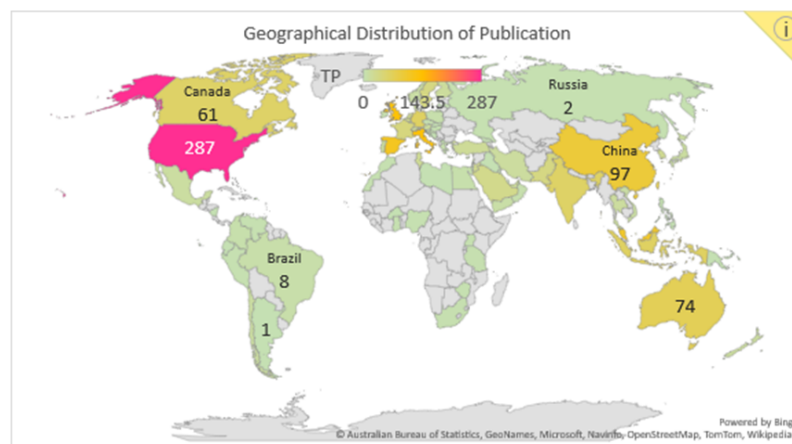 Geographical Distribution of Publication
i
TP
0 143.5 287
Canada
61
287
Russia
2
China
97
Brazil
8
1
74
Powered by Bing
© Australian Bureau of Statistics, GeoNames, Microsoft, Navinfo, OpenStreetMap, TomTom, Wikipedia